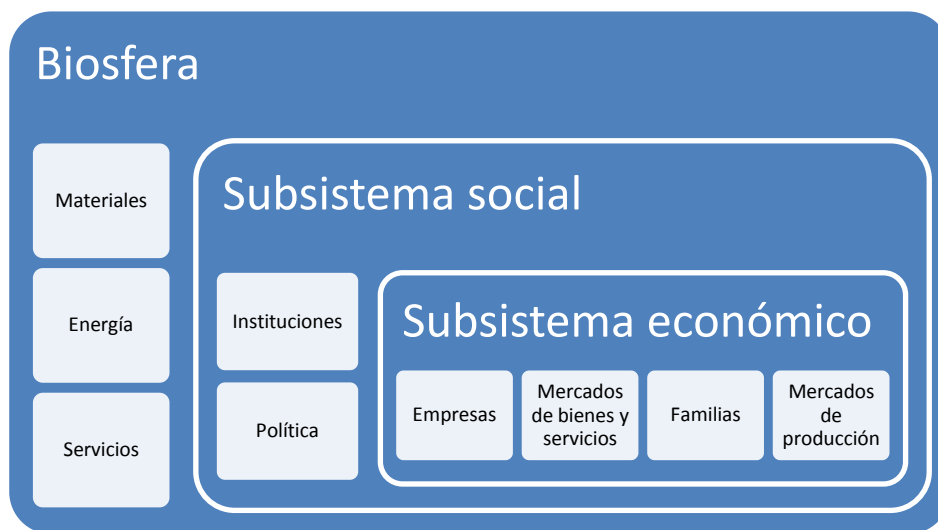 Biosfera
Materiales
Energía
Servicios
Subsistema social
Instituciones
Política
Subsistema económico
Empresas
Mercados
de bienes y
servicios
Familias
Mercados
de
producción